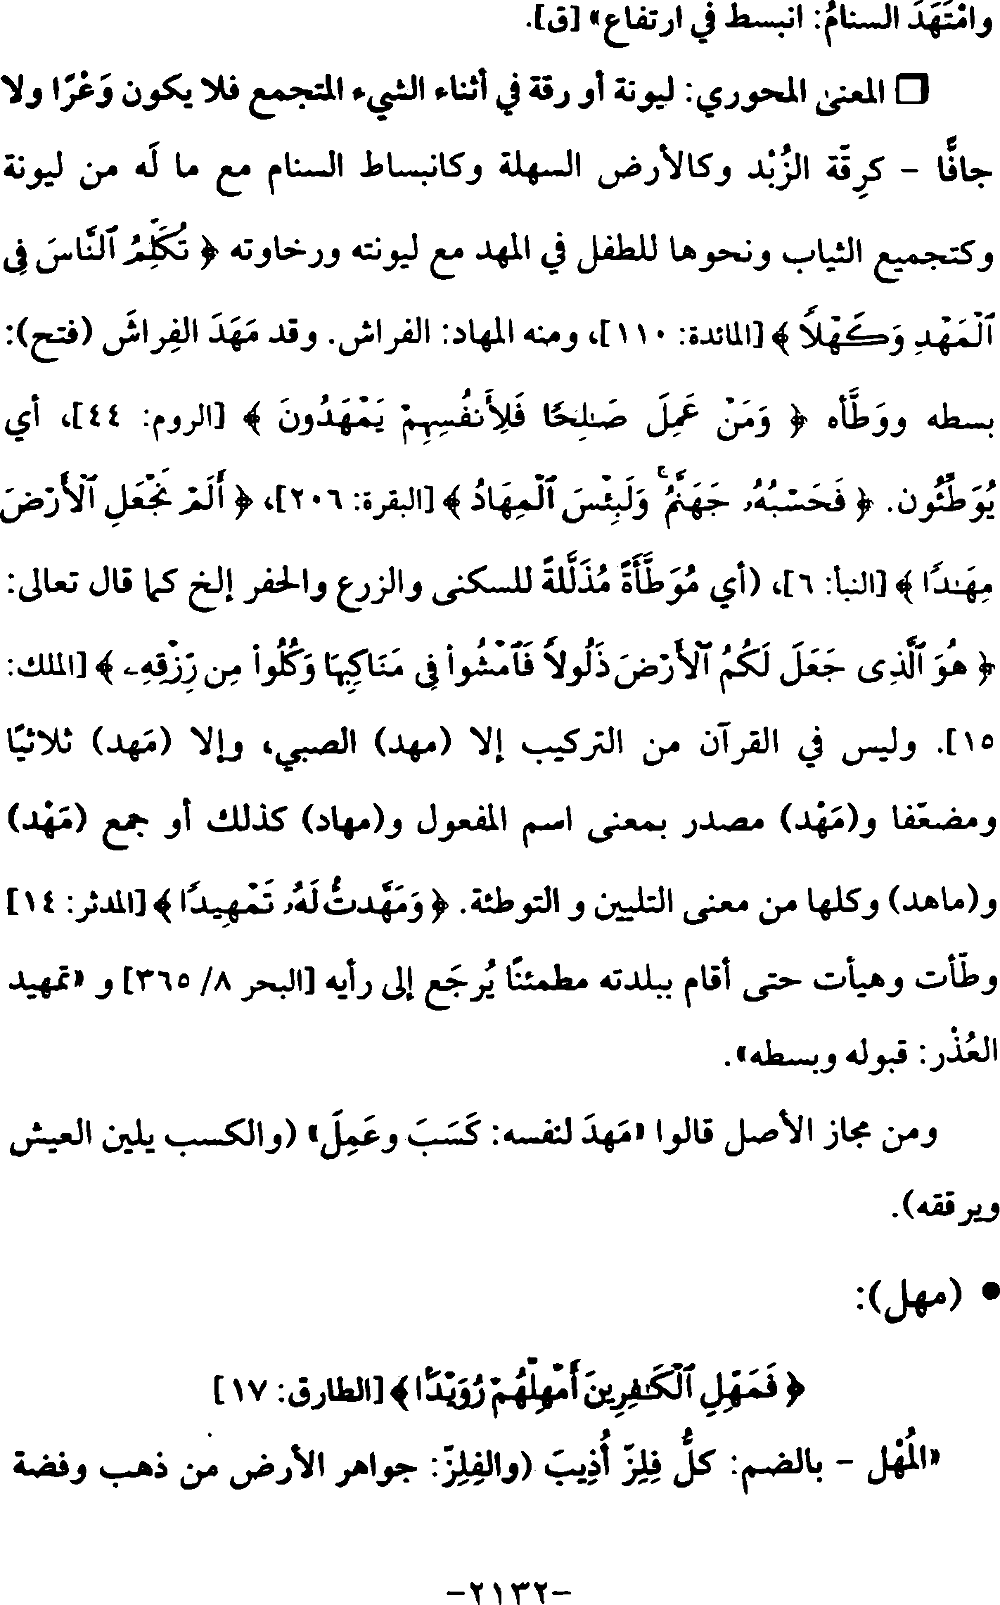 وامْتَهَدَ السنامُ: انبسط في ارتفاع» [ق].
❒ المعنى المحوري: ليونة أو رقة في أثناء الشيء المتجمع فلا يكون وَعْرًا ولا
جافًّا – كرِقّة الزُبْد وكالأرض السهلة وكانبساط السنام مع ما لَه من ليونة
وكتجميع الثياب ونحوها للطفل في المهد مع ليونته ورخاوته ﴿ تُكَلِّمُ ٱلنَّاسَ فِى
ٱلْمَهْدِ وَكَهْلًا ﴾ [المائدة: ١١٠]، ومنه المهاد: الفراش. وقد مَهَدَ الفِراشَ (فتح):
بسطه ووَطَّأه ﴿ وَمَنْ عَمِلَ صَـٰلِحًا فَلِأَنفُسِهِمْ يَمْهَدُونَ ﴾ [الروم: ٤٤]، أي
يُوَطِّئُون. ﴿ فَحَسْبُهُۥ جَهَنَّمُ ۚ وَلَبِئْسَ ٱلْمِهَادُ ﴾ [البقرة: ٢٠٦]، ﴿ أَلَمْ نَجْعَلِ ٱلْأَرْضَ
مِهَـٰدًا ﴾ [النبأ: ٦]، (أي مُوَطَّأَةً مُذَلَّلةً للسكنى والزرع والحفر إلخ كما قال تعالى:
﴿ هُوَ ٱلَّذِى جَعَلَ لَكُمُ ٱلْأَرْضَ ذَلُولًا فَٱمْشُوا۟ فِى مَنَاكِبِهَا وَكُلُوا۟ مِن رِّزْقِهِۦ ﴾ [الملك:
١٥]. وليس في القرآن من التركيب إلا (مهد) الصبي، وإلا (مَهد) ثلاثيًا
ومضعّفا و(مَهْد) مصدر بمعنى اسم المفعول و(مهاد) كذلك أو جمع (مَهْد)
و(ماهد) وكلها من معنى التليين و التوطئة. ﴿ وَمَهَّدتُّ لَهُۥ تَمْهِيدًا ﴾ [المدثر: ١٤]
وطّأت وهيأت حتى أقام ببلدته مطمئنًا يُرجَع إلى رأيه [البحر ٨/ ٣٦٥] و «تمهيد
العُذْر: قبوله وبسطه».
ومن مجاز الأصل قالوا «مَهدَ لنفسه: كَسَبَ وعَمِلَ» (والكسب يلين العيش
ويرققه).
• (مهل):
﴿ فَمَهِّلِ ٱلْكَـٰفِرِينَ أَمْهِلْهُمْ رُوَيْدًۢا ﴾ [الطارق: ١٧]
«المُهْل – بالضم: كلُّ فِلِزّ أُذِيبَ (والفِلِزّ: جواهر الأرض من ذهب وفضة
-٢١٣٢-